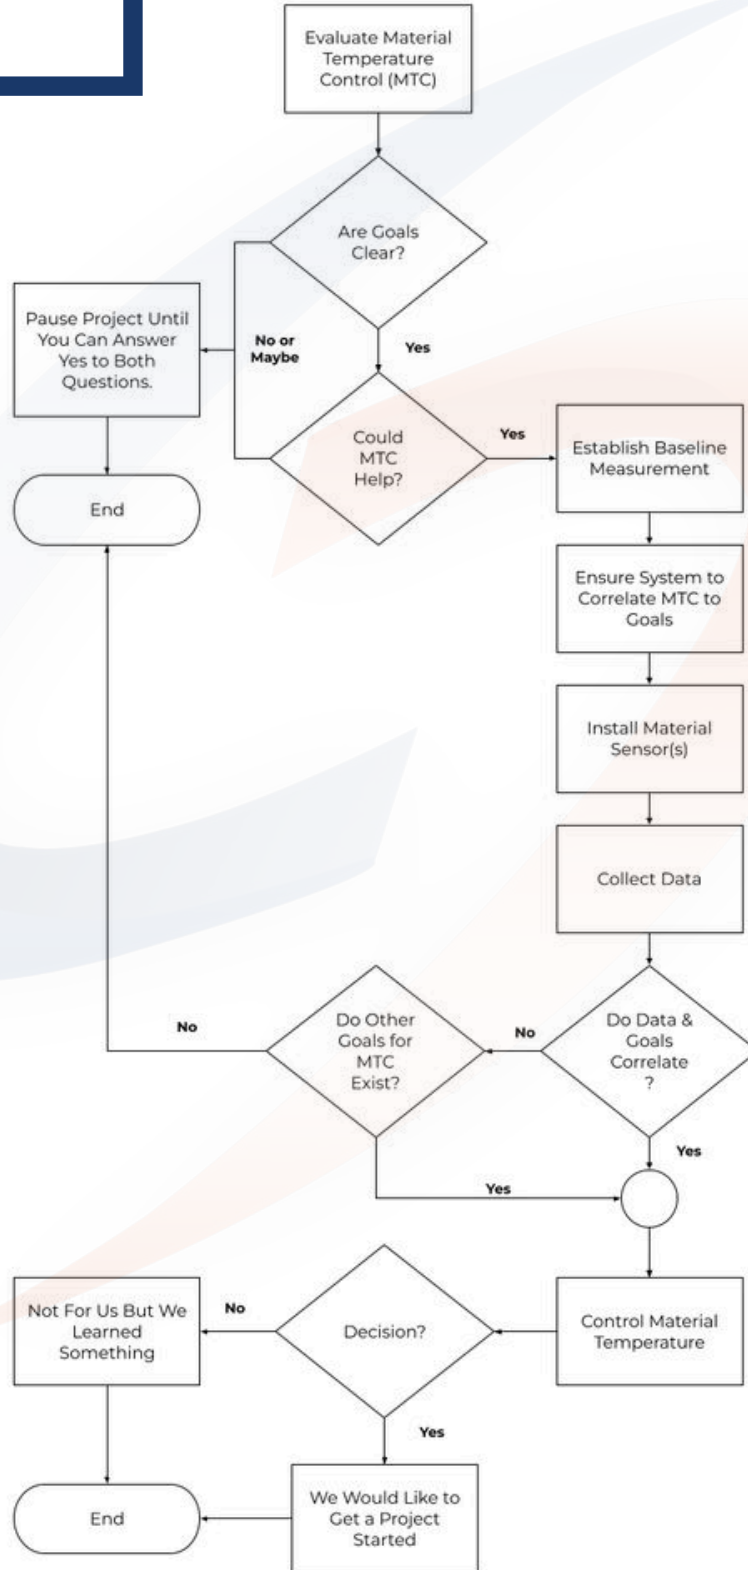 Evaluate Material
Temperature
Control (MTC)
Are Goals
Clear?
Pause Project Until
You Can Answer
Yes to Both
Questions.
No or
Maybe
Yes
Could
MTC
Help?
Yes
Establish Baseline
Measurement
End
Ensure System to
Correlate MTC to
Goals
Install Material
Sensor(s)
Collect Data
No
Do Other
Goals for
MTC
Exist?
No
Do Data &
Goals
Correlate
?
Yes
Yes
Not For Us But We
Learned
Something
No
Decision?
Control Material
Temperature
Yes
End
We Would Like to
Get a Project
Started